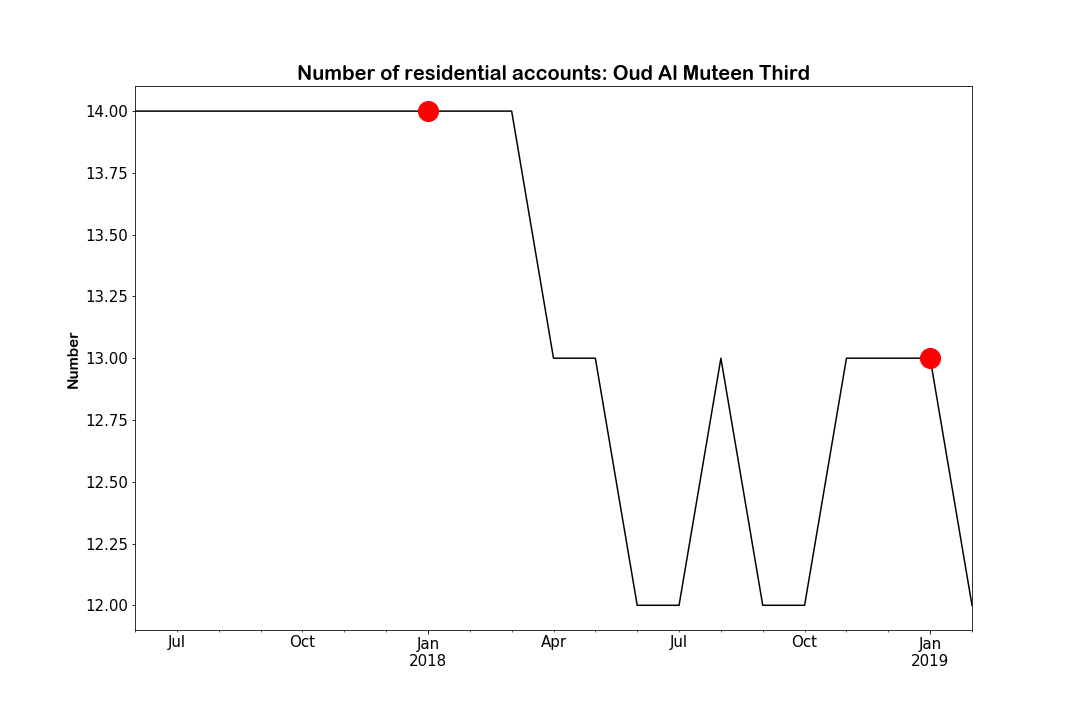 Number of residential accounts: Oud Al Muteen Third
14.00
13.75
13.50
13.25
13.00
12.75
12.50
12.25
12.00
Number
Jul
Oct
Jan
2018
Apr
Jul
Oct
Jan
2019